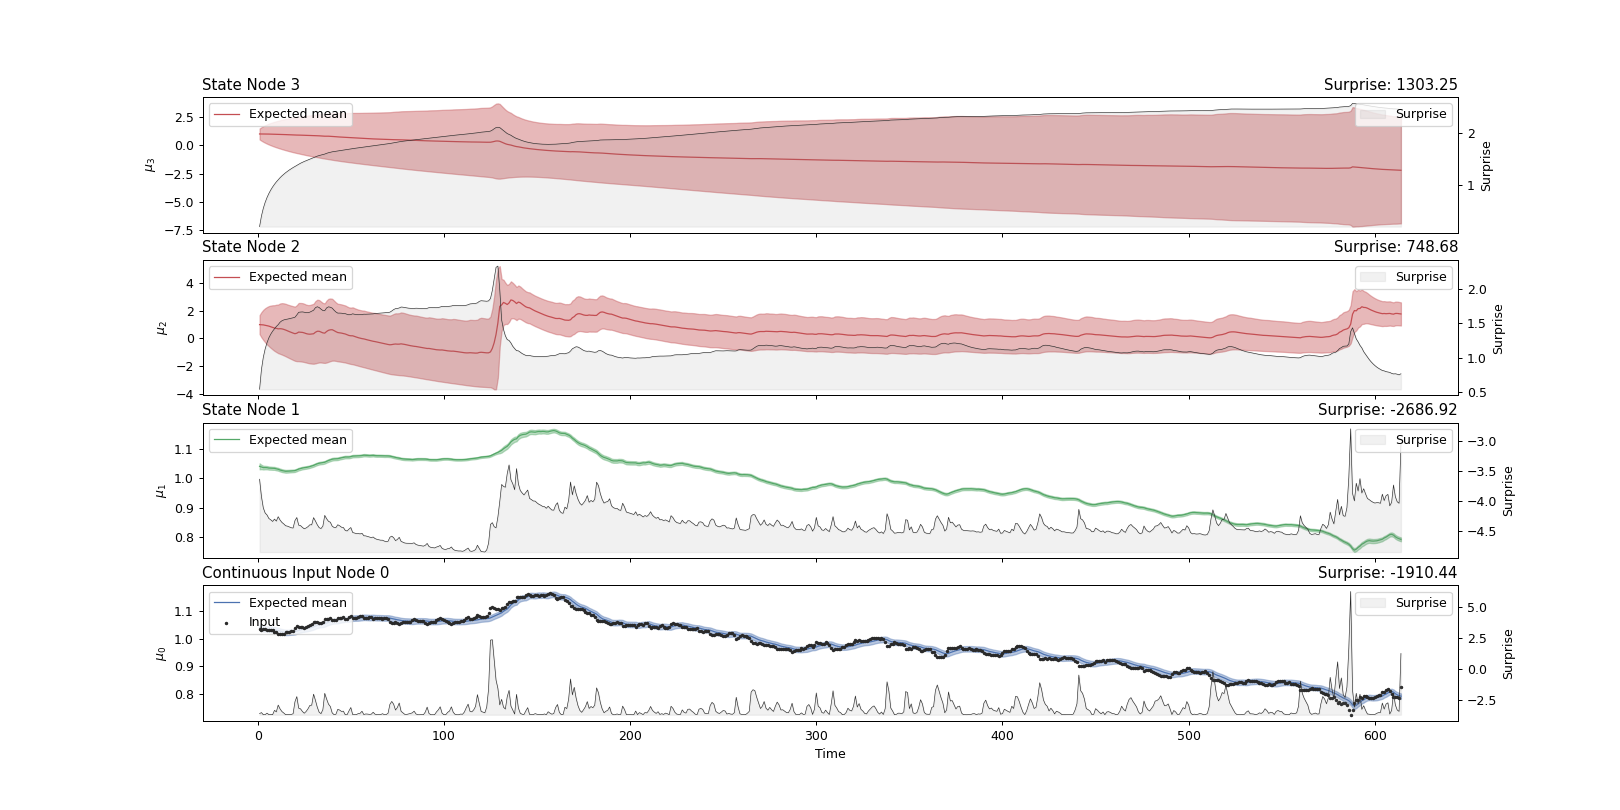 State Node 3 Surprise: 1303.25
Expected mean Surprise
2.5
0.0
−2.5
−5.0
−7.5
μ3
2
1
Surprise
State Node 2 Surprise: 748.68
Expected mean Surprise
4
2
0
−2
−4
μ2
2.0
1.5
1.0
0.5
Surprise
State Node 1 Surprise: -2686.92
Expected mean Surprise
1.1
1.0
0.9
0.8
μ1
−3.0
−3.5
−4.0
−4.5
Surprise
Continuous Input Node 0 Surprise: -1910.44
Expected mean Surprise
Input
1.1
1.0
0.9
0.8
μ0
5.0
2.5
0.0
−2.5
Surprise
0 100 200 300 400 500 600
Time